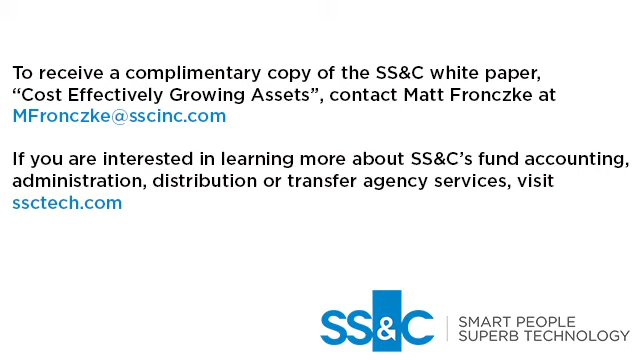 To receive a complimentary copy of the SS&C white paper,
“Cost Effectively Growing Assets”, contact Matt Fronczke at
MFronczke@sscinc.com
If you are interested in learning more about SS&C’s fund accounting,
administration, distribution or transfer agency services, visit
ssctech.com
SS&C
SMART PEOPLE
SUPERB TECHNOLOGY